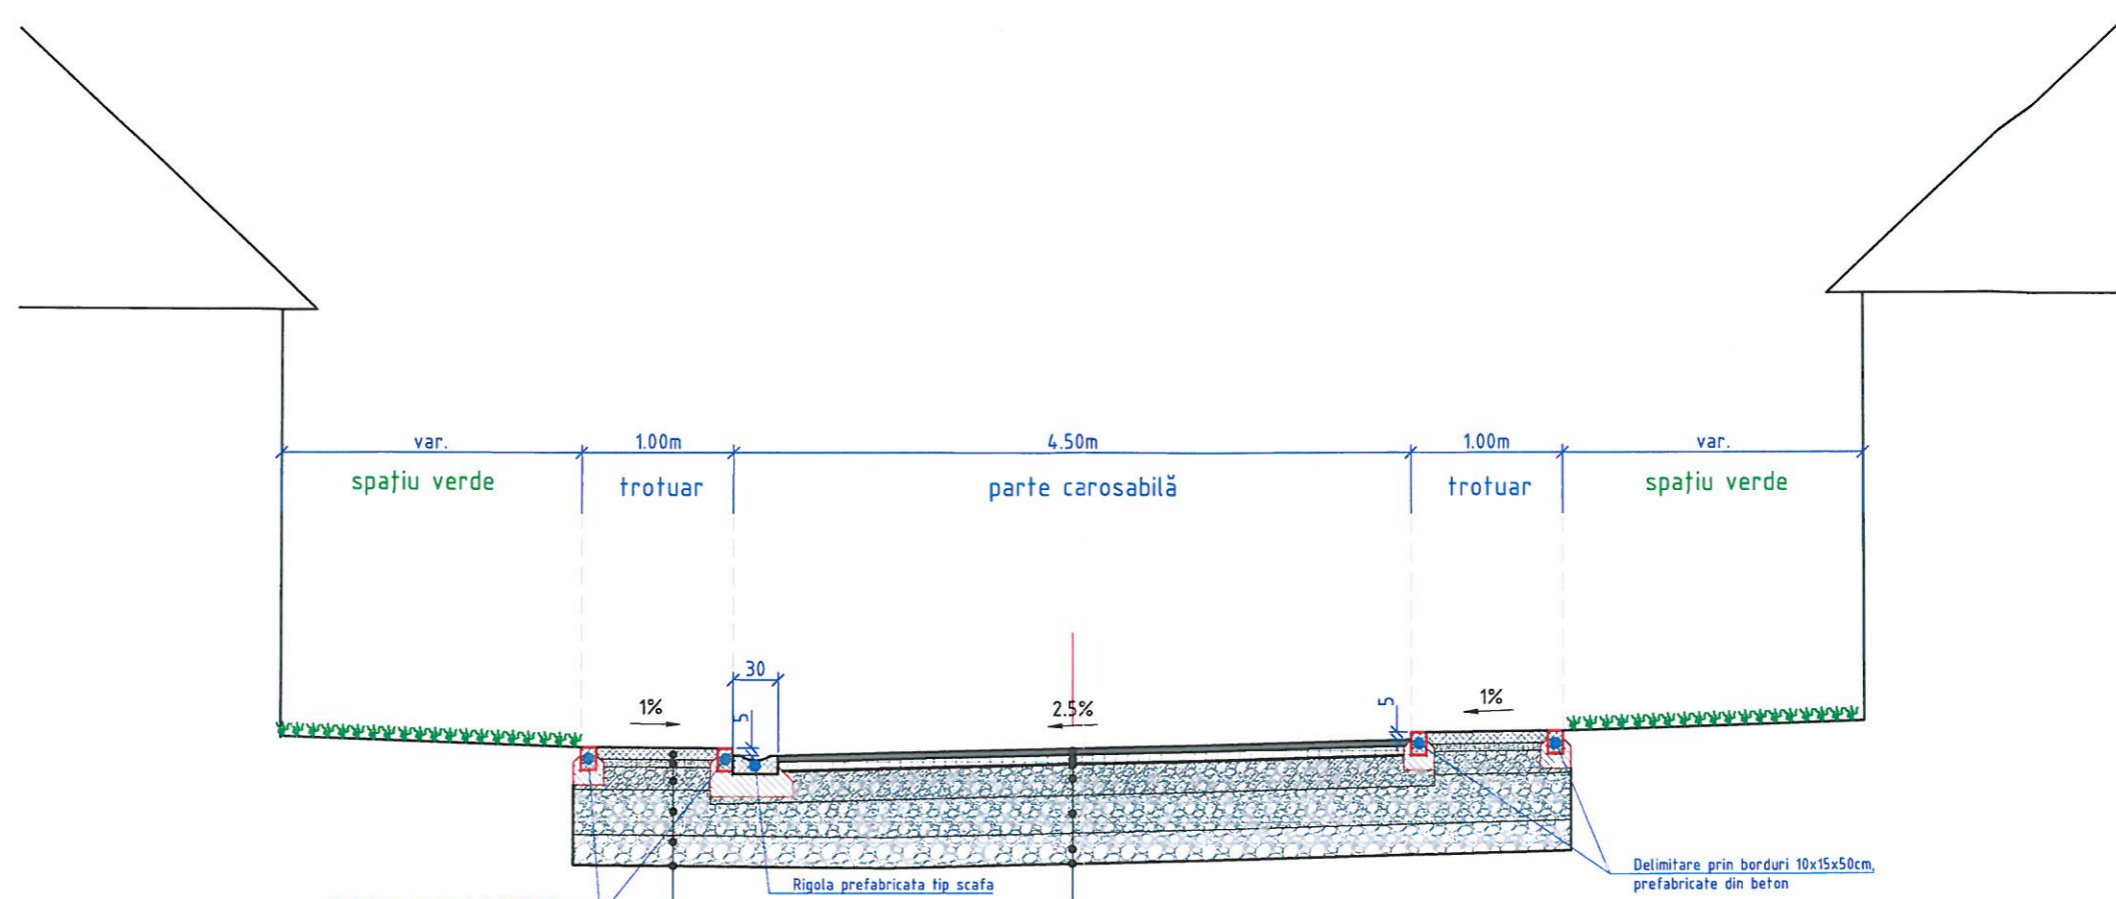 var.
1.00m
4.50m
1.00m
var.
spațiu verde
trotuar
parte carosabilă
trotuar
spațiu verde
30
1%
5
2.5%
5
1%
Rigola prefabricata tip scafa
Delimitare prin borduri 10x15x50cm,
prefabricate din beton